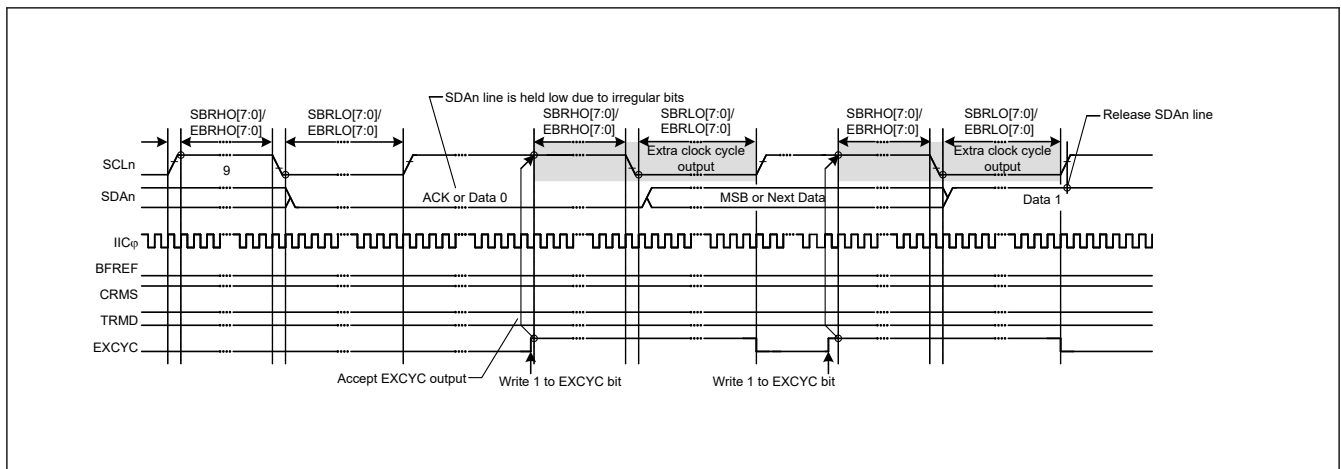 SDAn line is held low due to irregular bits
SBRHO[7:0]/
EBRHO[7:0]
SBRLO[7:0]/
EBRLO[7:0]
SBRHO[7:0]/
EBRHO[7:0]
SBRLO[7:0]/
EBRLO[7:0]
SBRHO[7:0]/
EBRHO[7:0]
SBRLO[7:0]/
EBRLO[7:0]
Release SDAn line
SCLn
9
Extra clock cycle
output
Extra clock cycle
output
SDAn
ACK or Data 0
MSB or Next Data
Data 1
IICφ
BFREF
CRMS
TRMD
EXCYC
Accept EXCYC output
Write 1 to EXCYC bit
Write 1 to EXCYC bit